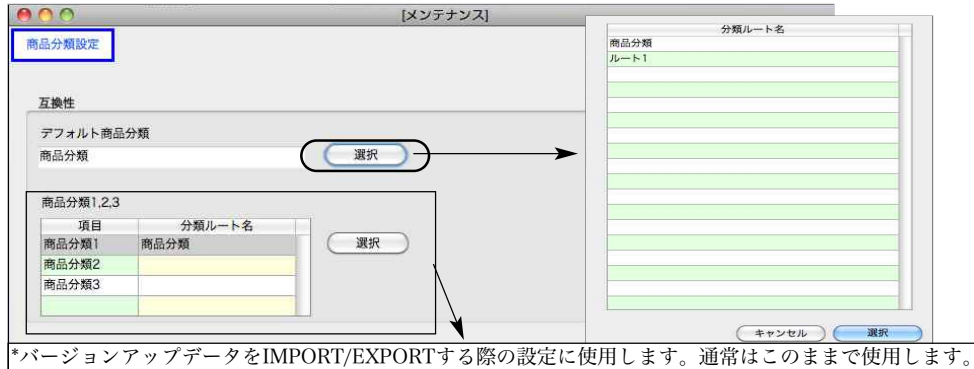 [メンテナンス]
商品分類設定
互換性
デフォルト商品分類
商品分類
選択
商品分類1,2,3
項目 分類ルート名
商品分類1 商品分類
商品分類2
商品分類3
選択
分類ルート名
商品分類
ルート1
キャンセル 選択
*バージョンアップデータをIMPORT/EXPORTする際の設定に使用します。通常はこのままで使用します。